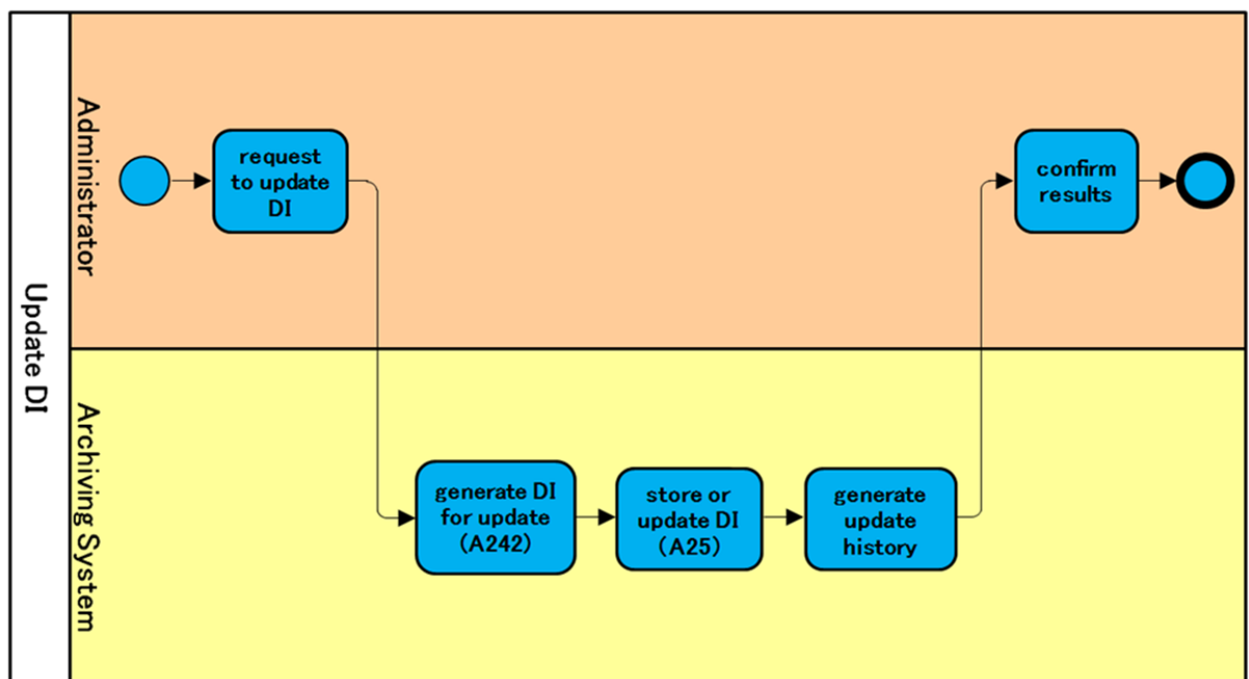 Update DI
Administrator
request
to update
DI
confirm
results
Archiving System
generate DI
for update
(A242)
store or
update DI
(A25)
generate
update
history